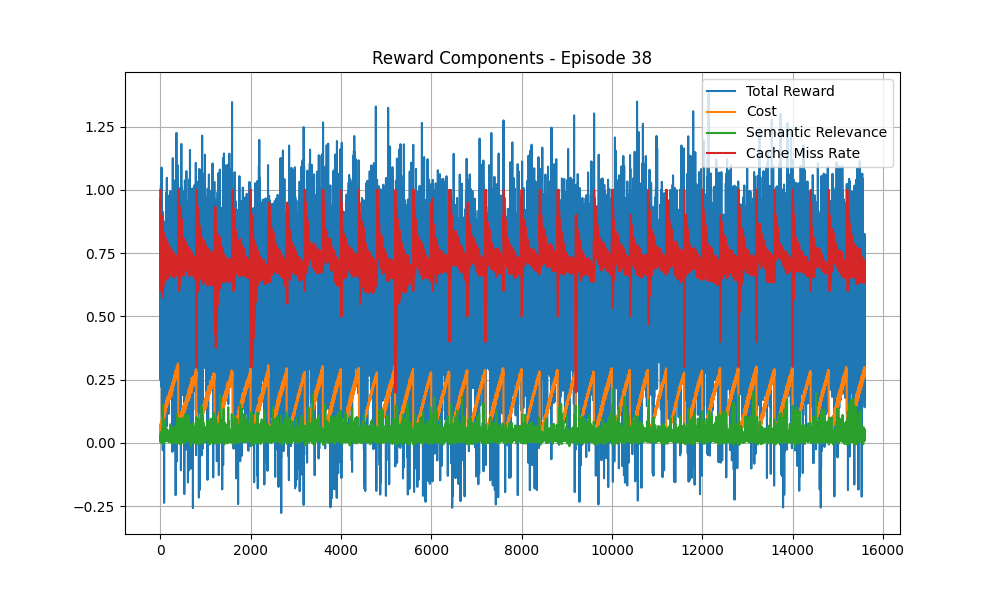 Reward Components - Episode 38
Total Reward
Cost
Semantic Relevance
Cache Miss Rate
1.25
1.00
0.75
0.50
0.25
0.00
−0.25
0 2000 4000 6000 8000 10000 12000 14000 16000